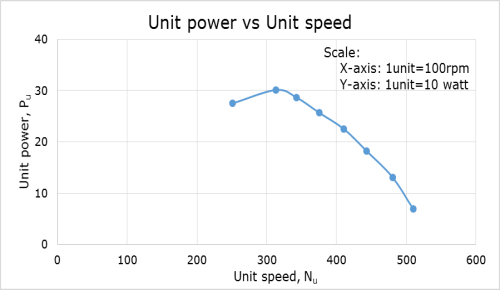 Unit power vs Unit speed
Scale:
X-axis: 1unit=100rpm
Y-axis: 1unit=10 watt
Unit power, Pu
40
30
20
10
0
0 100 200 300 400 500 600
Unit speed, Nu